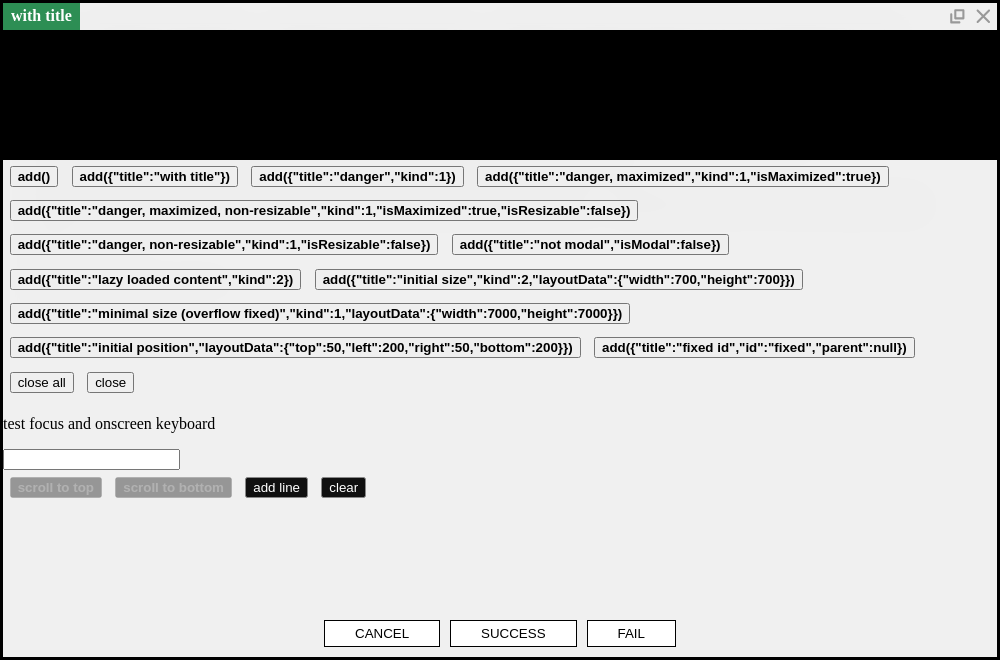 with title
add() add({"title":"with title"}) add({"title":"danger","kind":1}) add({"title":"danger, maximized","kind":1,"isMaximized":true})
add({"title":"danger, maximized, non-resizable","kind":1,"isMaximized":true,"isResizable":false})
add({"title":"danger, non-resizable","kind":1,"isResizable":false}) add({"title":"not modal","isModal":false})
add({"title":"lazy loaded content","kind":2}) add({"title":"initial size","kind":2,"layoutData":{"width":700,"height":700}})
add({"title":"minimal size (overflow fixed)","kind":1,"layoutData":{"width":7000,"height":7000}})
add({"title":"initial position","layoutData":{"top":50,"left":200,"right":50,"bottom":200}}) add({"title":"fixed id","id":"fixed","parent":null})
close all close
test focus and onscreen keyboard
scroll to top scroll to bottom add line clear
CANCEL SUCCESS FAIL